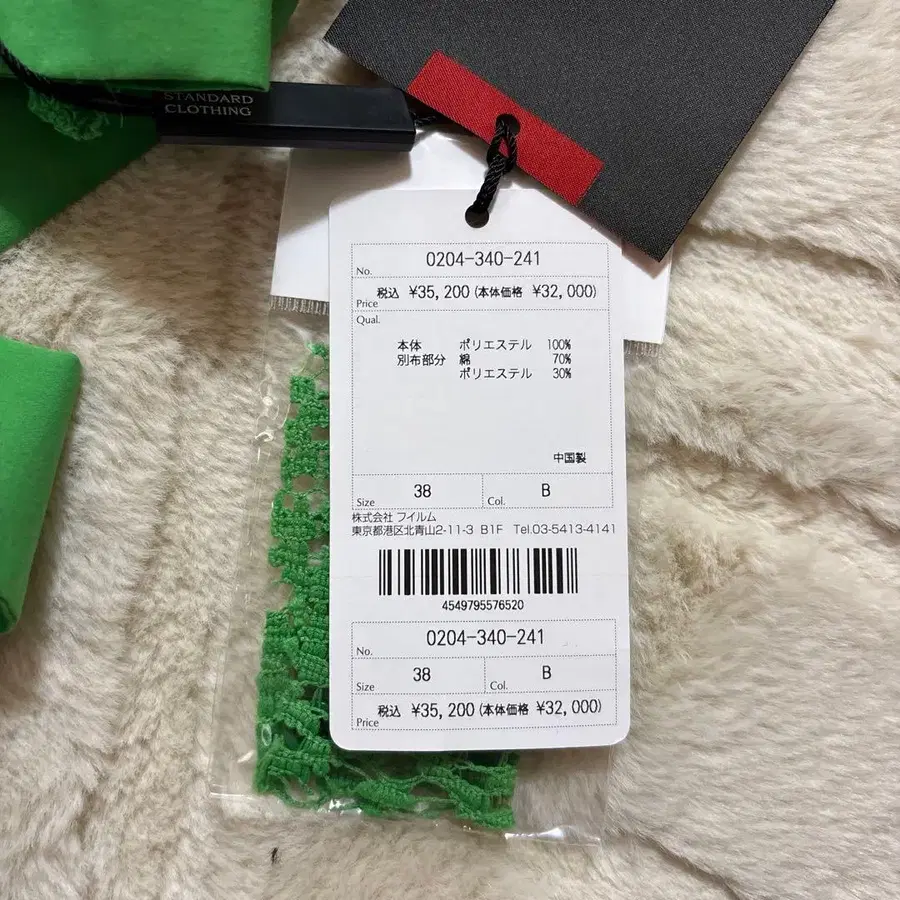 STANDARD
CLOTHING
No. 0204-340-241
Price 税込 ¥35,200 (本体価格 ¥32,000)
Qual.
本体 ポリエステル 100%
別布部分 綿 70%
ポリエステル 30%
中国製
Size 38 Col. B
株式会社 フイルム
東京都港区北青山2-11-3 B1F Tel.03-5413-4141
4549795576520
No. 0204-340-241
Size 38 Col. B
Price 税込 ¥35,200 (本体価格 ¥32,000)